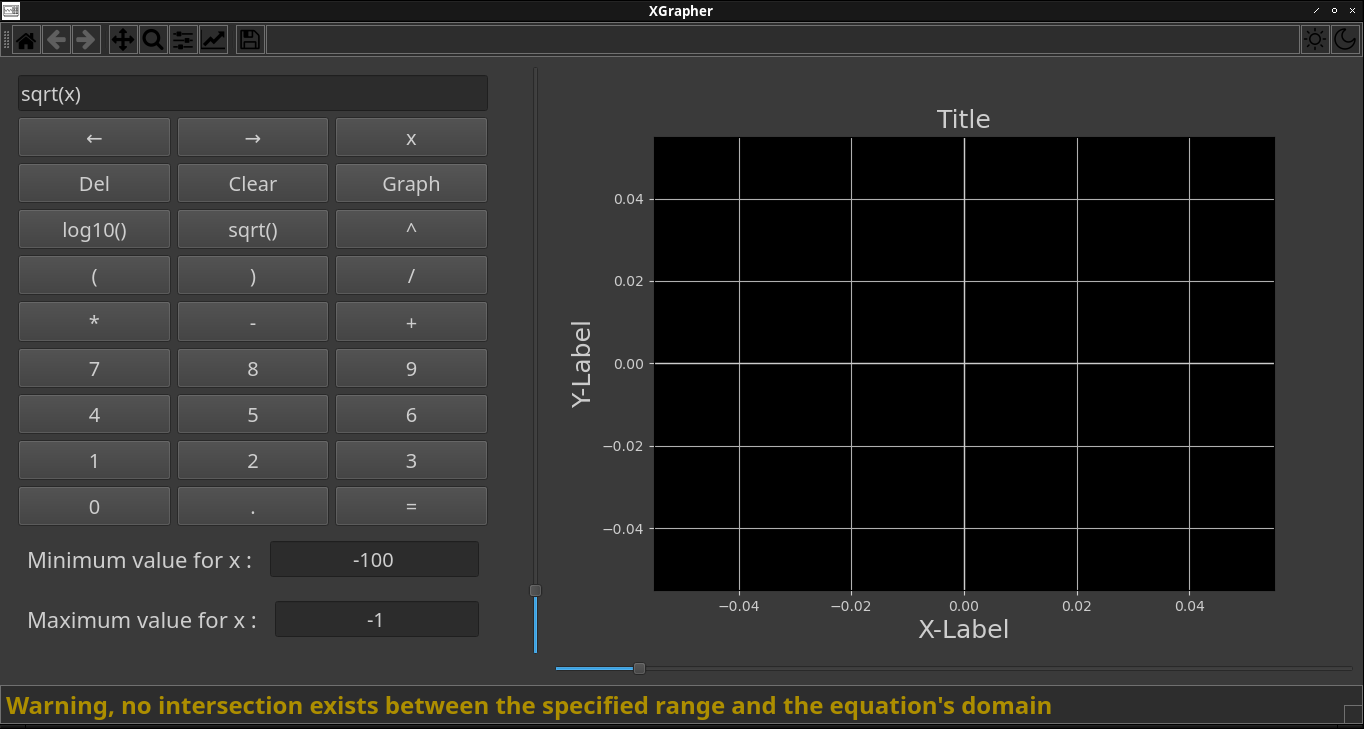 XGrapher
sqrt(x)
← → x
Del Clear Graph
log10() sqrt() ^
( ) /
* - +
7 8 9
4 5 6
1 2 3
0 . =
Minimum value for x : -100
Maximum value for x : -1
Title
Y-Label
0.04
0.02
0.00
−0.02
−0.04
−0.04 −0.02 0.00 0.02 0.04
X-Label
Warning, no intersection exists between the specified range and the equation's domain